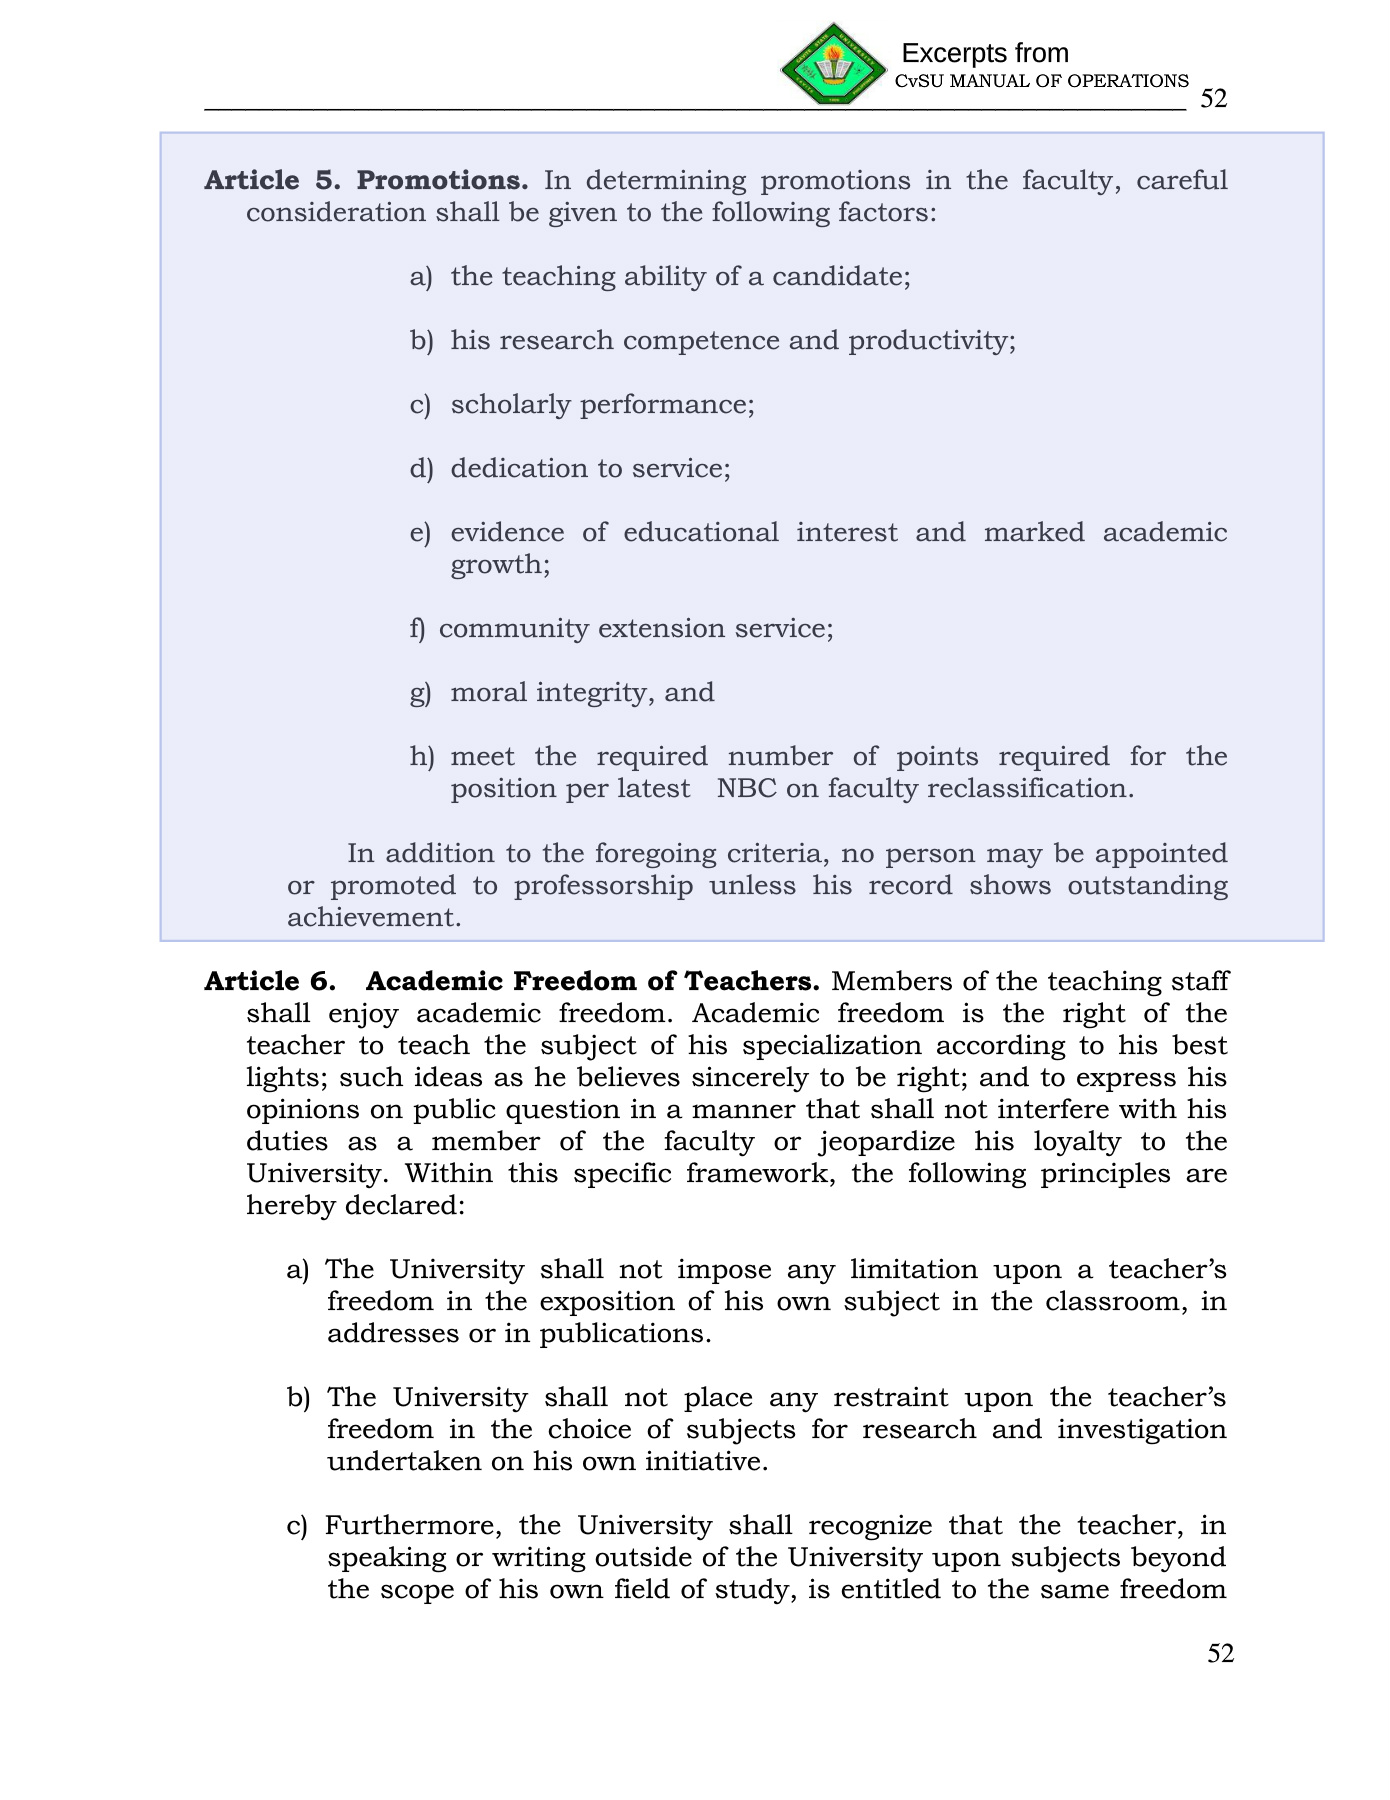 Excerpts from
CvSU MANUAL OF OPERATIONS
52
Article 5. Promotions. In determining promotions in the faculty, careful
consideration shall be given to the following factors:
a) the teaching ability of a candidate;
b) his research competence and productivity;
c) scholarly performance;
d) dedication to service;
e) evidence of educational interest and marked academic
growth;
f) community extension service;
g) moral integrity, and
h) meet the required number of points required for the
position per latest NBC on faculty reclassification.
In addition to the foregoing criteria, no person may be appointed
or promoted to professorship unless his record shows outstanding
achievement.
Article 6. Academic Freedom of Teachers. Members of the teaching staff
shall enjoy academic freedom. Academic freedom is the right of the
teacher to teach the subject of his specialization according to his best
lights; such ideas as he believes sincerely to be right; and to express his
opinions on public question in a manner that shall not interfere with his
duties as a member of the faculty or jeopardize his loyalty to the
University. Within this specific framework, the following principles are
hereby declared:
a) The University shall not impose any limitation upon a teacher’s
freedom in the exposition of his own subject in the classroom, in
addresses or in publications.
b) The University shall not place any restraint upon the teacher’s
freedom in the choice of subjects for research and investigation
undertaken on his own initiative.
c) Furthermore, the University shall recognize that the teacher, in
speaking or writing outside of the University upon subjects beyond
the scope of his own field of study, is entitled to the same freedom
52